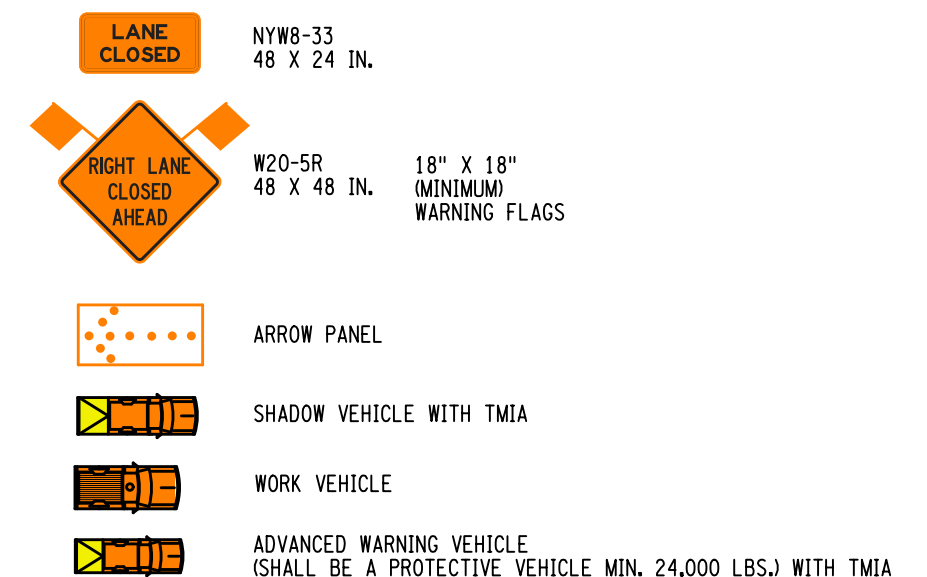 LANE
CLOSED
NYW8-33
48 X 24 IN.
RIGHT LANE
CLOSED
AHEAD
W20-5R
48 X 48 IN.
18" X 18"
(MINIMUM)
WARNING FLAGS
ARROW PANEL
SHADOW VEHICLE WITH TMIA
WORK VEHICLE
ADVANCED WARNING VEHICLE
(SHALL BE A PROTECTIVE VEHICLE MIN. 24,000 LBS.) WITH TMIA